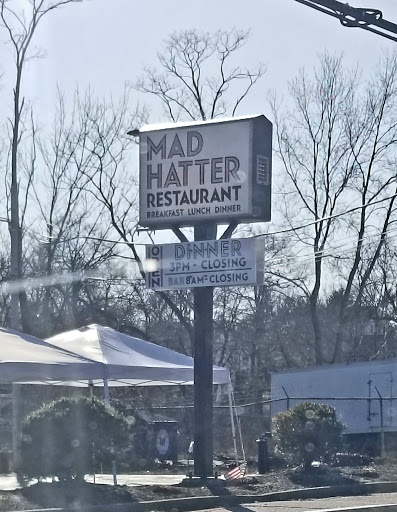 MAD
HATTER
RESTAURANT
BREAKFAST LUNCH DINNER
DINNER
3PM - CLOSING
BAR 8AM - CLOSING